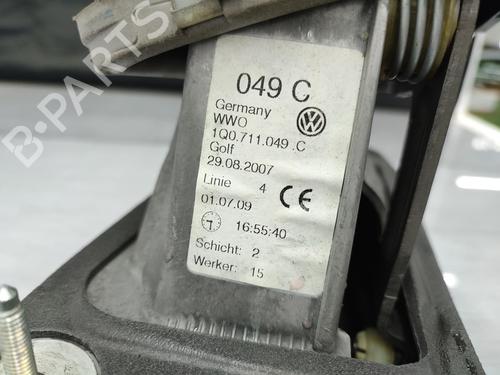 049 C
Germany
WWO
1Q0.711.049 .C
Golf
29.08.2007
Linie 4
CE
01.07.09
16:55:40
Schicht: 2
Werker: 15
B-PARTS